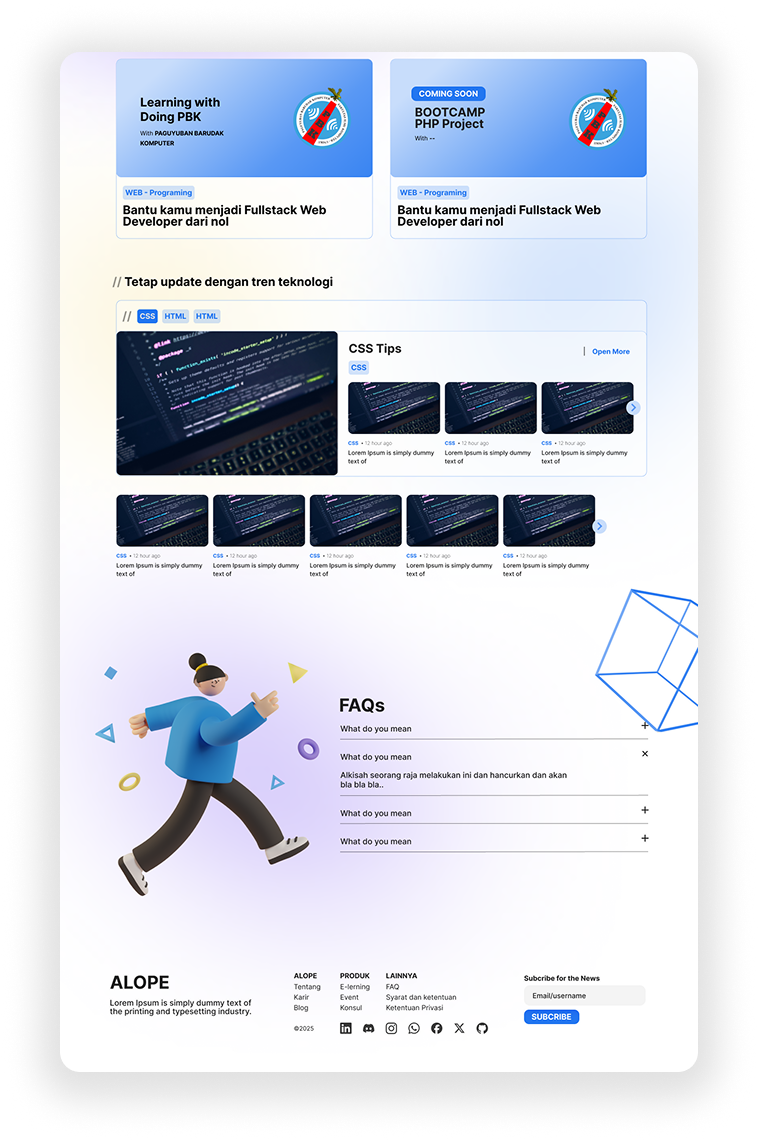 Learning with
Doing PBK
With PAGUYUBAN BARUDAK
KOMPUTER
WEB - Programing
Bantu kamu menjadi Fullstack Web
Developer dari nol
COMING SOON
BOOTCAMP
PHP Project
With --
WEB - Programing
Bantu kamu menjadi Fullstack Web
Developer dari nol
// Tetap update dengan tren teknologi
// CSS HTML HTML
CSS Tips
| Open More
CSS
CSS • 12 hour ago
Lorem Ipsum is simply dummy
text of
CSS • 12 hour ago
Lorem Ipsum is simply dummy
text of
CSS • 12 hour ago
Lorem Ipsum is simply dummy
text of
CSS • 12 hour ago
Lorem Ipsum is simply dummy
text of
CSS • 12 hour ago
Lorem Ipsum is simply dummy
text of
CSS • 12 hour ago
Lorem Ipsum is simply dummy
text of
CSS • 12 hour ago
Lorem Ipsum is simply dummy
text of
CSS • 12 hour ago
Lorem Ipsum is simply dummy
text of
FAQs
What do you mean
What do you mean
Alkisah seorang raja melakukan ini dan hancurkan dan akan
bla bla bla..
What do you mean
What do you mean
ALOPE
Lorem Ipsum is simply dummy text of
the printing and typesetting industry.
ALOPE
Tentang
Karir
Blog
©2025
PRODUK
E-lerning
Event
Konsul
LAINNYA
FAQ
Syarat dan ketentuan
Ketentuan Privasi
Subcribe for the News
Email/username
SUBCRIBE